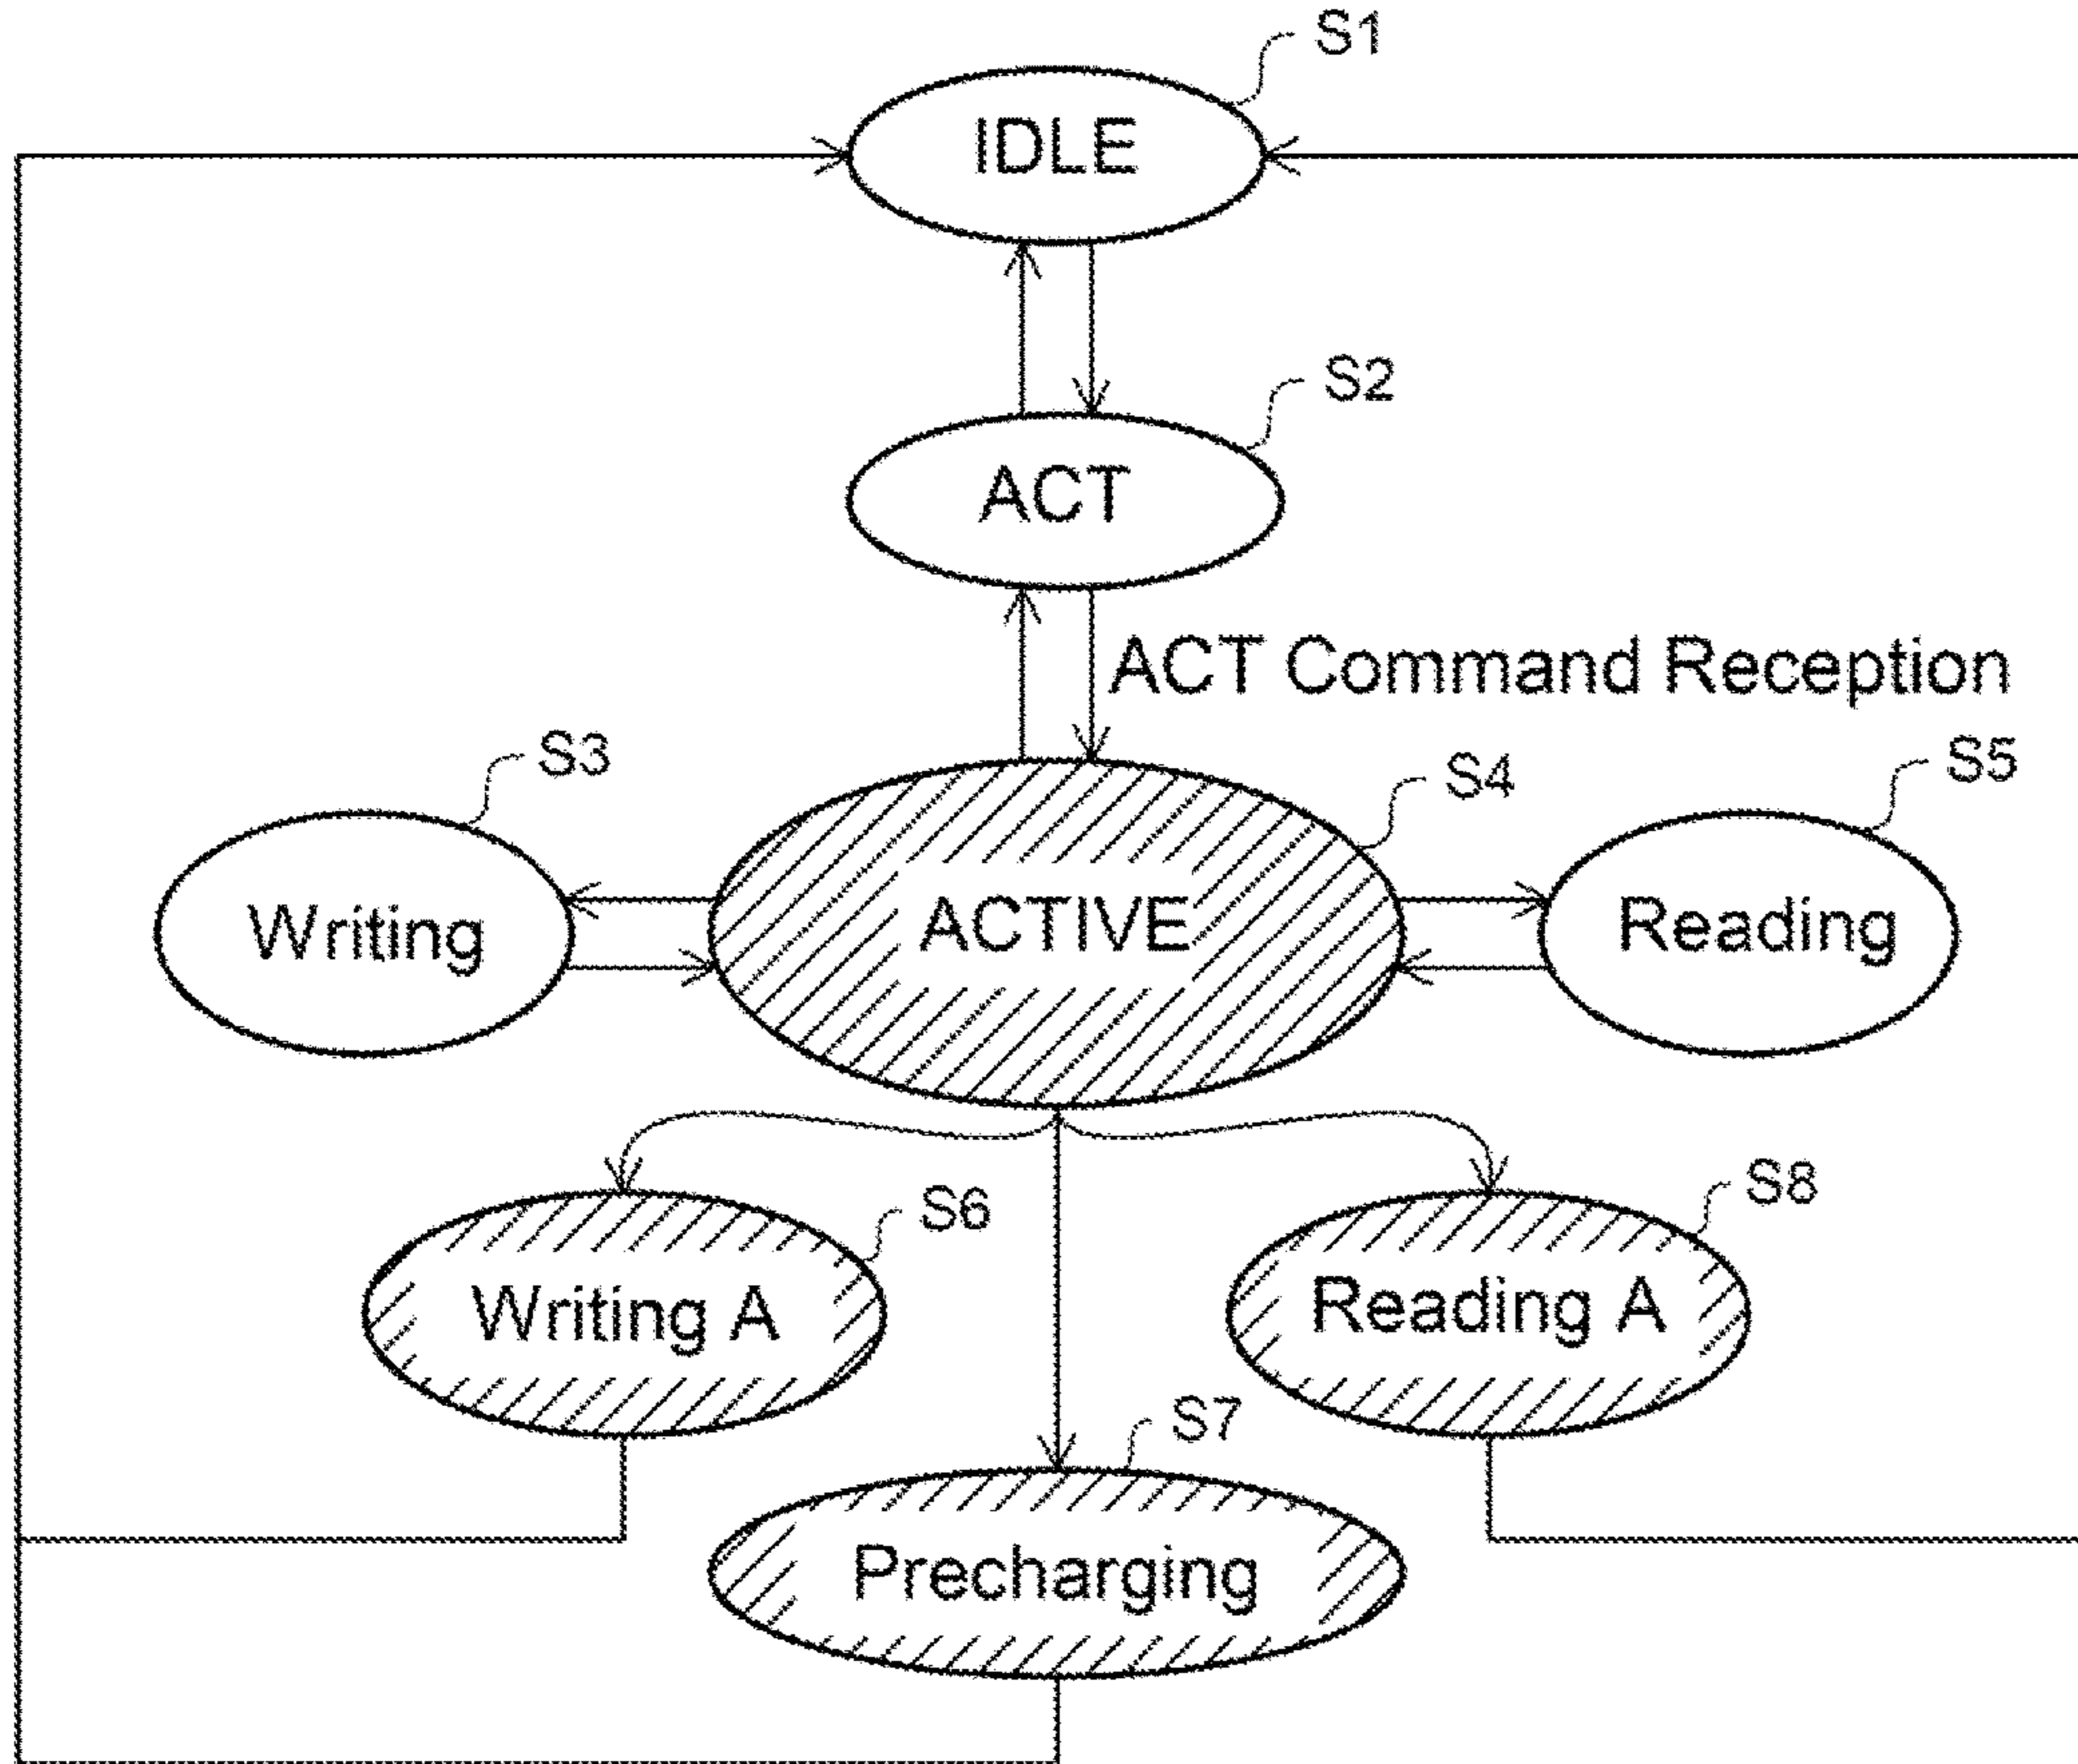 S1
IDLE
S2
ACT
ACT Command Reception
S3
S4
S5
Writing
ACTIVE
Reading
S6
S8
Writing A
Reading A
S7
Precharging